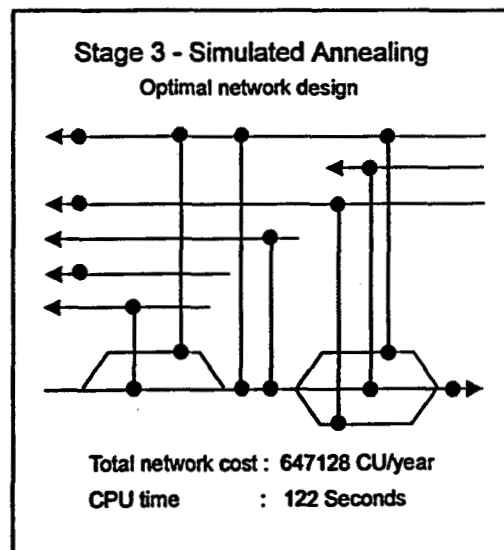 Stage 3 - Simulated Annealing
Optimal network design
Total network cost : 647128 CU/year
CPU time : 122 Seconds